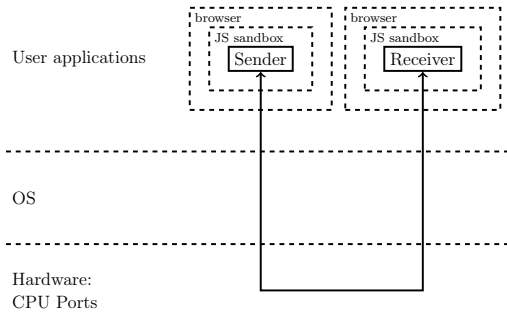 browser
browser
JS sandbox
JS sandbox
User applications
Sender
Receiver
OS
Hardware:
CPU Ports